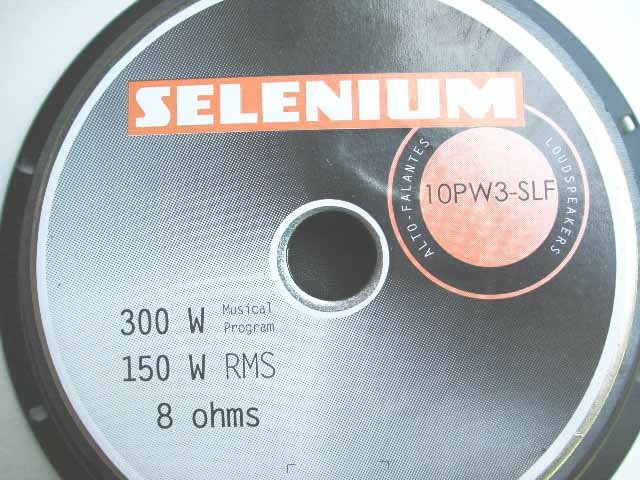 SELENIUM
ALTO-FALANTES
10PW3-SLF
LOUDSPEAKERS
300 W Musical Program
150 W RMS
8 ohms